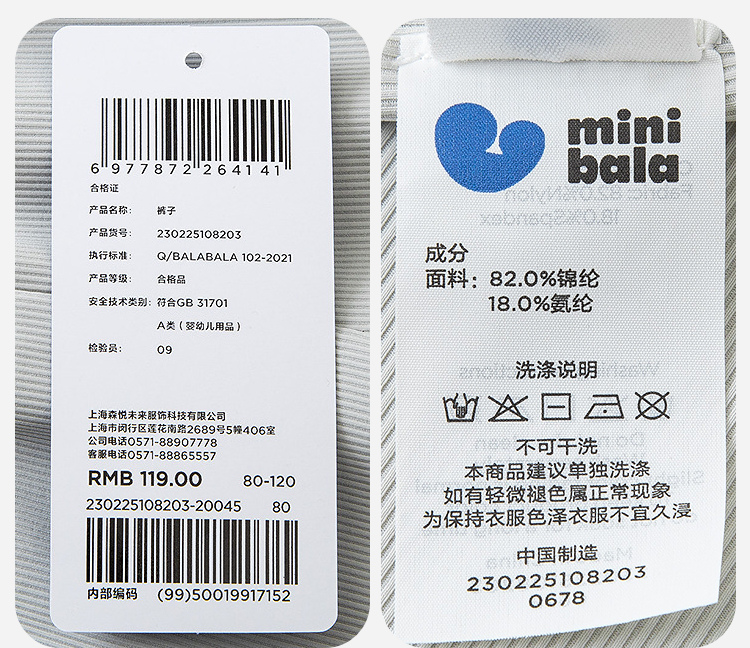 6 977872 264141
合格证
产品名称： 裤子
产品货号： 230225108203
执行标准： Q/BALABALA 102-2021
产品等级： 合格品
安全技术类别： 符合GB 31701
A类（婴幼儿用品）
检验员： 09
上海森悦未来服饰科技有限公司
上海市闵行区莲花南路2689号5幢406室
公司电话0571-88907778
客服电话0571-88865557
RMB 119.00 80-120
230225108203-20045 80
内部编码 (99)50019917152
mini
bala
成分
面料：82.0%锦纶
18.0%氨纶
洗涤说明
不可干洗
本商品建议单独洗涤
如有轻微褪色属正常现象
为保持衣服色泽衣服不宜久浸
中国制造
230225108203
0678